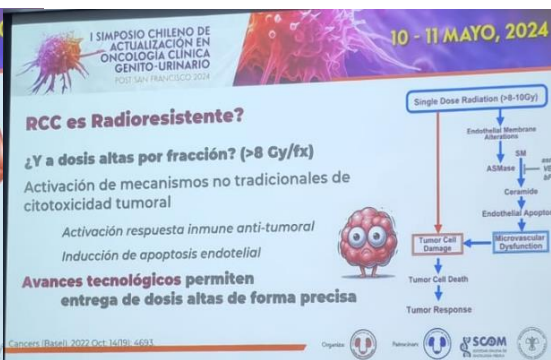 I SIMPOSIO CHILENO DE
ACTUALIZACIÓN EN
ONCOLOGÍA CLÍNICA
GENITO-URINARIO
POST SAN FRANCISCO 2024
10 - 11 MAYO, 2024
RCC es Radioresistente?
¿Y a dosis altas por fracción? (>8 Gy/fx)
Activación de mecanismos no tradicionales de
citotoxicidad tumoral
Activación respuesta inmune anti-tumoral
Inducción de apoptosis endotelial
Avances tecnológicos permiten
entrega de dosis altas de forma precisa
Single Dose Radiation (>8-10Gy)
Endothelial Membrane
Alterations
SM
ASMase
Ceramide
Endothelial Apopto
Tumor Cell
Damage
Microvascular
Dysfunction
Tumor Cell Death
Tumor Response
Cancers (Basel). 2022 Oct; 14(19): 4693.
Organiza:
Patrocinan:
SCOM